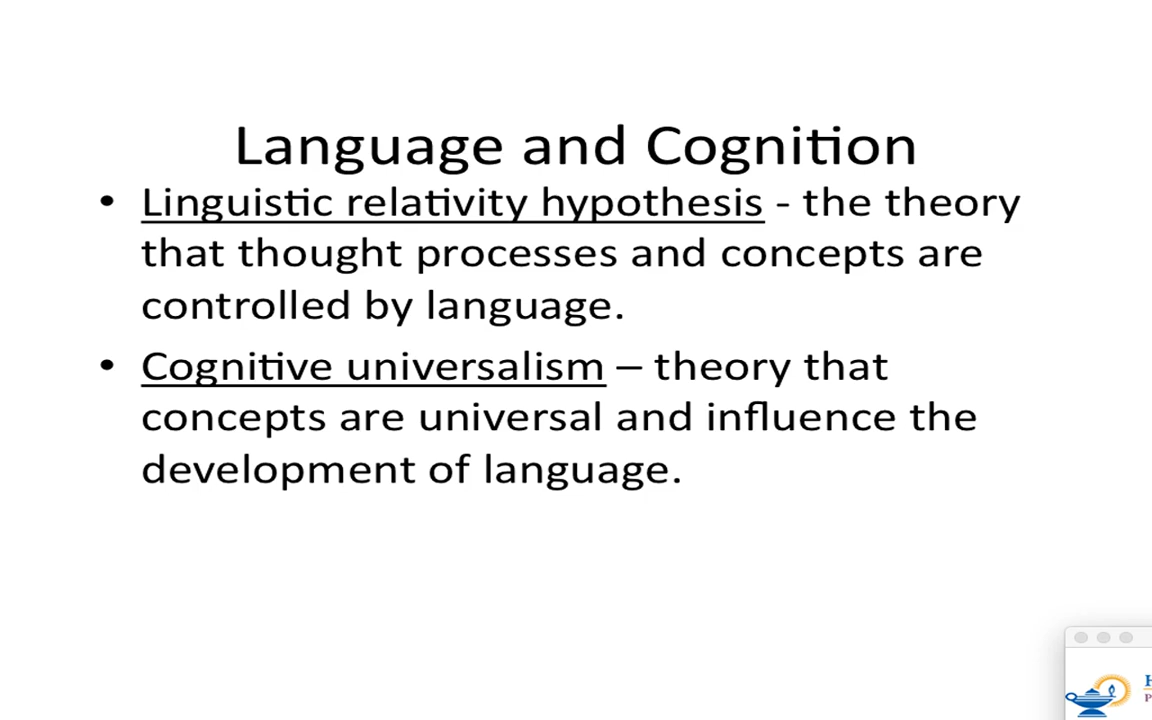 Language and Cognition
• Linguistic relativity hypothesis - the theory
that thought processes and concepts are
controlled by language.
• Cognitive universalism – theory that
concepts are universal and influence the
development of language.
H
P